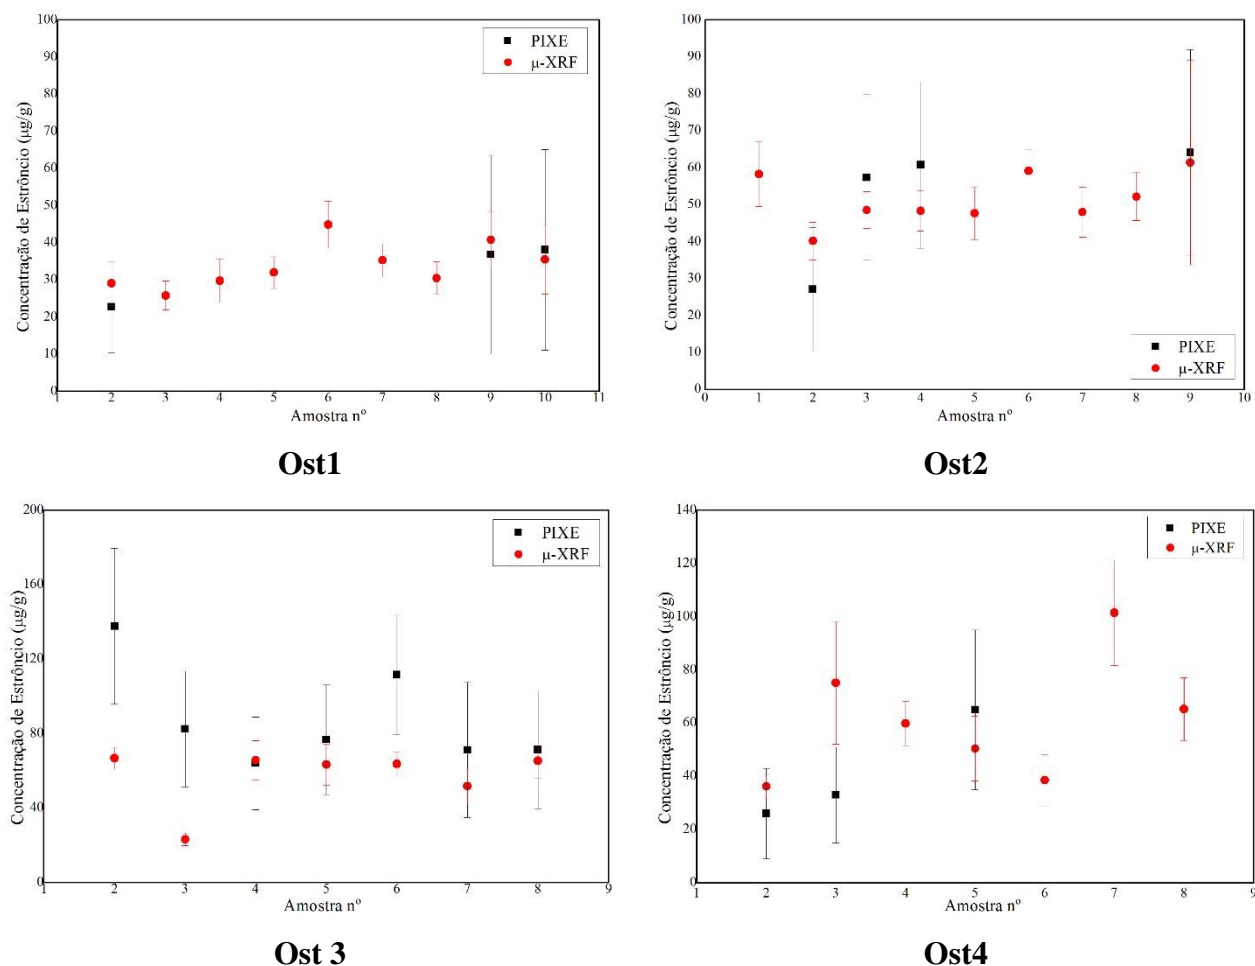 100
90
80
70
60
50
40
30
20
10
0
Concentração de Estrôncio (µg/g)
PIXE
µ-XRF
1 2 3 4 5 6 7 8 9 10 11
Amostra nº
Ost1
100
90
80
70
60
50
40
30
20
10
0
Concentração de Estrôncio (µg/g)
PIXE
µ-XRF
0 1 2 3 4 5 6 7 8 9 10
Amostra nº
Ost2
200
160
120
80
40
0
Concentração de Estrôncio (µg/g)
PIXE
µ-XRF
1 2 3 4 5 6 7 8 9
Amostra nº
Ost 3
140
120
100
80
60
40
20
0
Concentração de Estrôncio (µg/g)
PIXE
µ-XRF
1 2 3 4 5 6 7 8 9
Amostra nº
Ost4